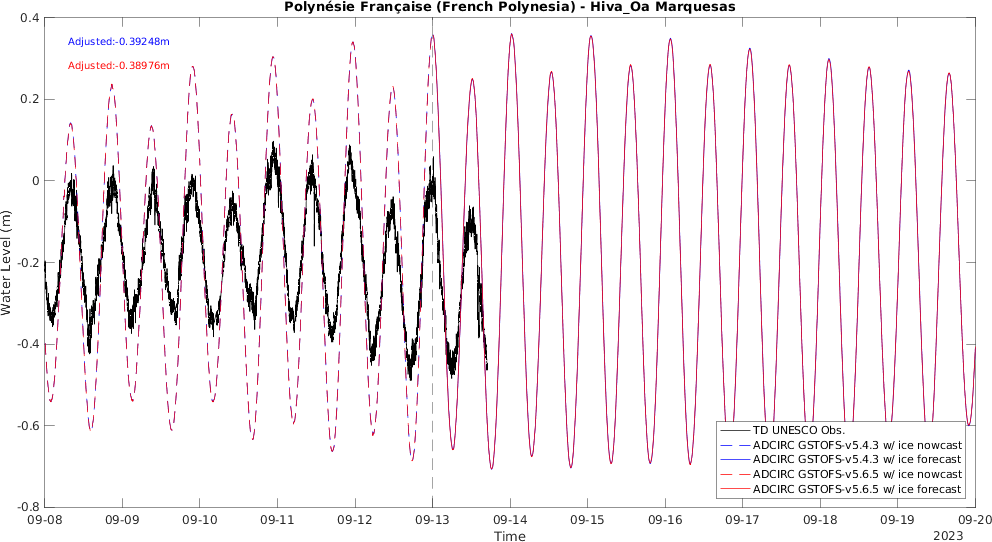 Polynésie Française (French Polynesia) - Hiva_Oa Marquesas
Adjusted:-0.39248m
Adjusted:-0.38976m
0.4
0.2
0
-0.2
-0.4
-0.6
-0.8
Water Level (m)
TD UNESCO Obs.
ADCIRC GSTOFS-v5.4.3 w/ ice nowcast
ADCIRC GSTOFS-v5.4.3 w/ ice forecast
ADCIRC GSTOFS-v5.6.5 w/ ice nowcast
ADCIRC GSTOFS-v5.6.5 w/ ice forecast
09-08 09-09 09-10 09-11 09-12 09-13 09-14 09-15 09-16 09-17 09-18 09-19 09-20
Time
2023